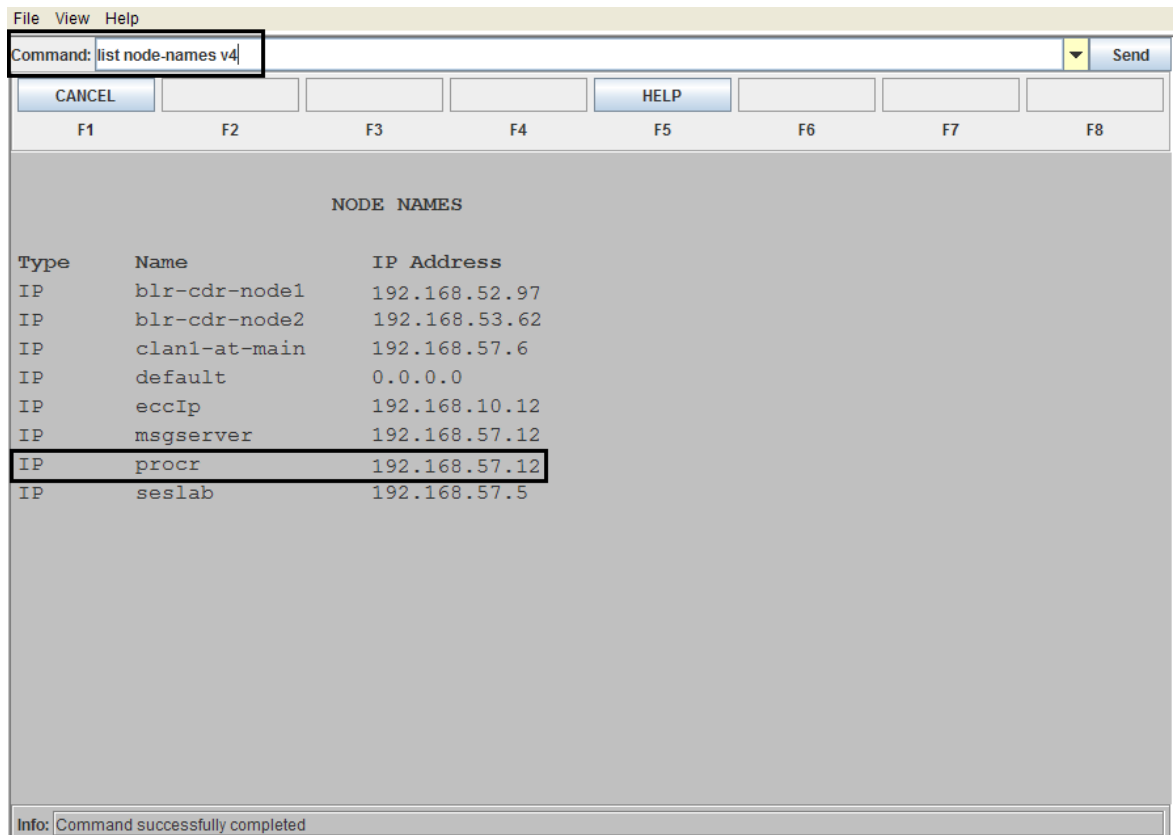 File View Help
Command: list node-names v4 Send
CANCEL HELP
F1 F2 F3 F4 F5 F6 F7 F8
NODE NAMES
Type Name IP Address
IP blr-cdr-node1 192.168.52.97
IP blr-cdr-node2 192.168.53.62
IP clan1-at-main 192.168.57.6
IP default 0.0.0.0
IP eccIp 192.168.10.12
IP msgserver 192.168.57.12
IP procr 192.168.57.12
IP seslab 192.168.57.5
Info: Command successfully completed